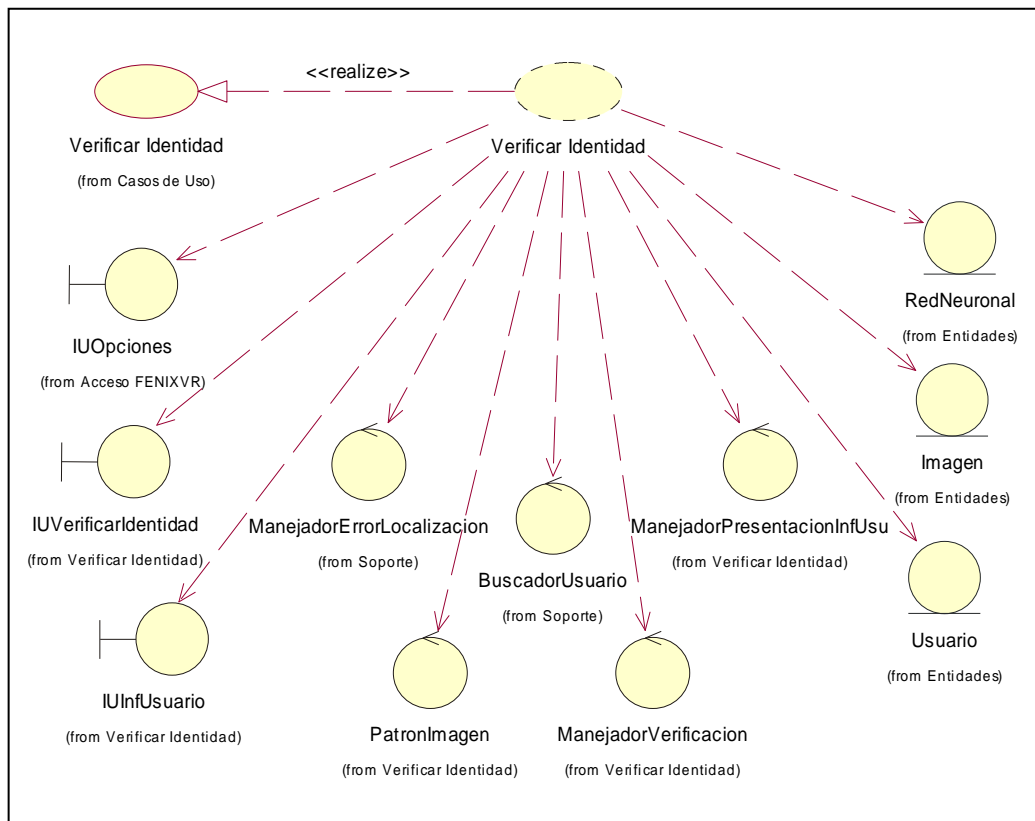 <<realize>>
Verificar Identidad
(from Casos de Uso)
Verificar Identidad
RedNeuronal
(from Entidades)
IUOpciones
(from Acceso FENIXVR)
Imagen
(from Entidades)
IUVerificarIdentidad
(from Verificar Identidad)
ManejadorErrorLocalizacion
(from Soporte)
ManejadorPresentacionInfUsu
(from Verificar Identidad)
BuscadorUsuario
(from Soporte)
Usuario
(from Entidades)
IUInfUsuario
(from Verificar Identidad)
PatronImagen
(from Verificar Identidad)
ManejadorVerificacion
(from Verificar Identidad)